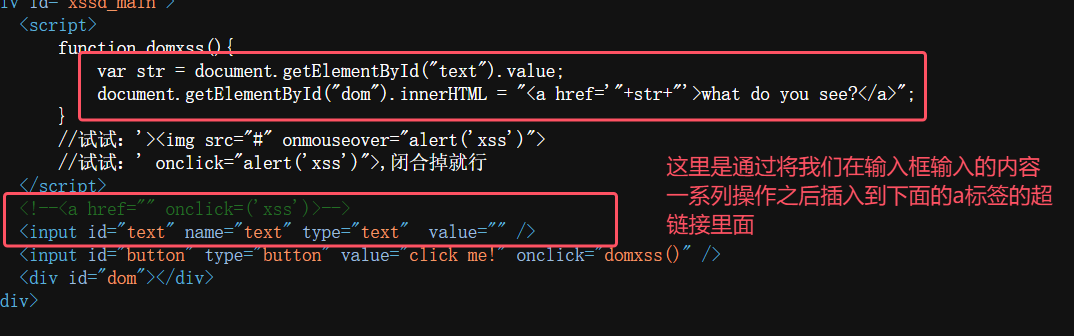 iv id="xssd_main">
<script>
function domxss(){
var str = document.getElementById("text").value;
document.getElementById("dom").innerHTML = "<a href='"+str+"'>what do you see?</a>";
}
//试试：'><img src="#" onmouseover="alert('xss')">
//试试：' onclick="alert('xss')">,闭合掉就行
</script>
<!--<a href="" onclick=('xss')>-->
<input id="text" name="text" type="text"  value="" />
<input id="button" type="button" value="click me!" onclick="domxss()" />
<div id="dom"></div>
div>
这里是通过将我们在输入框输入的内容
一系列操作之后插入到下面的a标签的超
链接里面